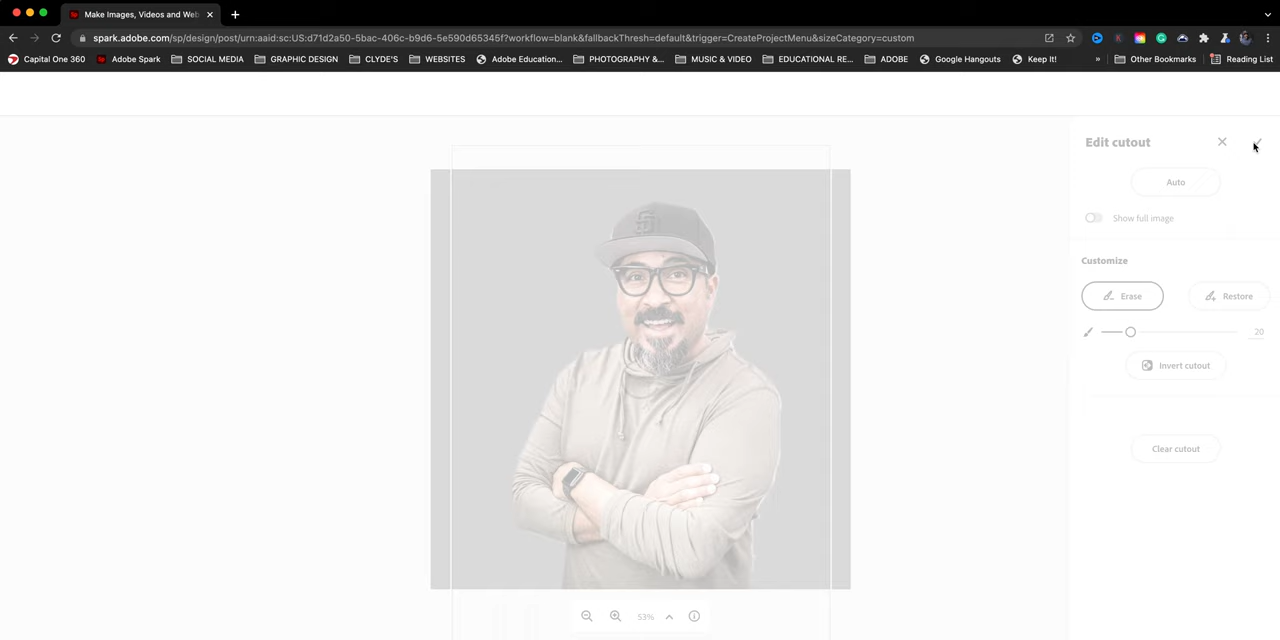 Make Images, Videos and Web
spark.adobe.com/sp/design/post/urn:aaid:sc:US:d71d2a50-5bac-406c-b9d6-5e590d65345f?workflow=blank&fallbackThresh=default&trigger=CreateProjectMenu&sizeCategory=custom
Capital One 360 Adobe Spark SOCIAL MEDIA GRAPHIC DESIGN CLYDE'S WEBSITES Adobe Education... PHOTOGRAPHY &... MUSIC & VIDEO EDUCATIONAL RE... ADOBE Google Hangouts Keep It! » Other Bookmarks Reading List
Edit cutout
Auto
Show full image
Customize
Erase Restore
20
Invert cutout
Clear cutout
53%
SD